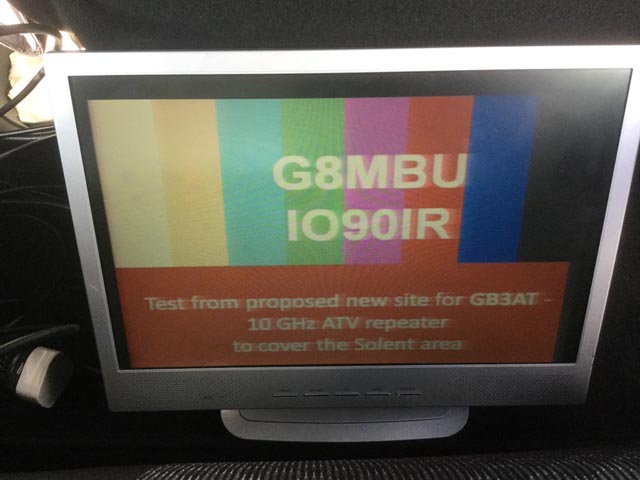 G8MBU
IO90IR
Test from proposed new site for GB3AT -
10 GHz ATV repeater
to cover the Solent area